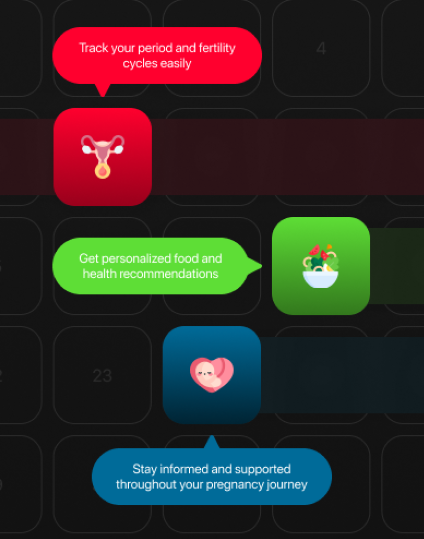 4
Track your period and fertility
cycles easily
Get personalized food and
health recommendations
23
Stay informed and supported
throughout your pregnancy journey